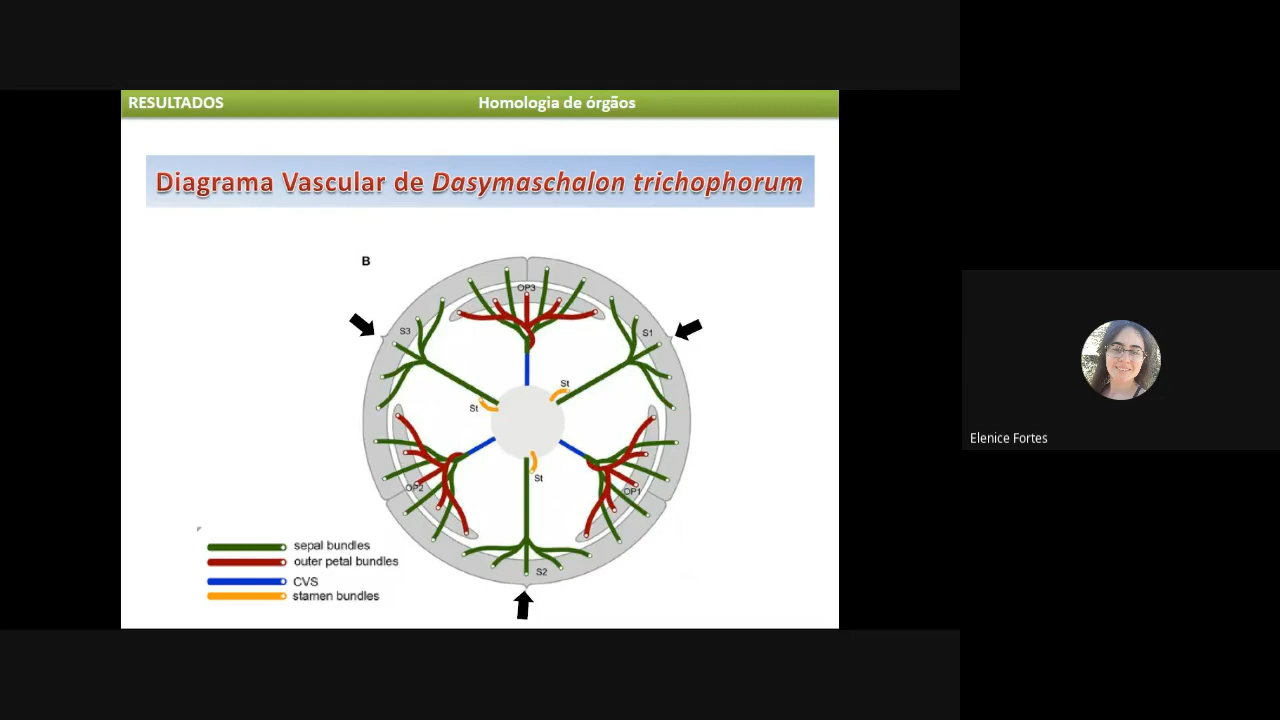 RESULTADOS
Homologia de órgãos
Diagrama Vascular de Dasymaschalon trichophorum
B
OP3
S3
S1
St
St
OP2
St
OP1
S2
sepal bundles
outer petal bundles
CVS
stamen bundles
Elenice Fortes